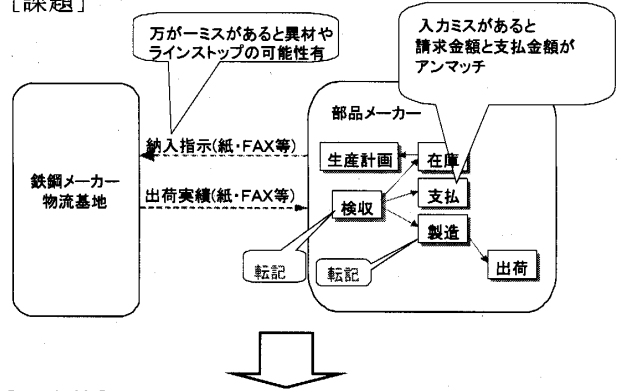 [課題]
万が一ミスがあると異材や
ラインストップの可能性有
入力ミスがあると
請求金額と支払金額が
アンマッチ
部品メーカー
納入指示(紙・FAX等)
生産計画
在庫
鉄鋼メーカー
物流基地
出荷実績(紙・FAX等)
検収
支払
製造
転記
転記
出荷